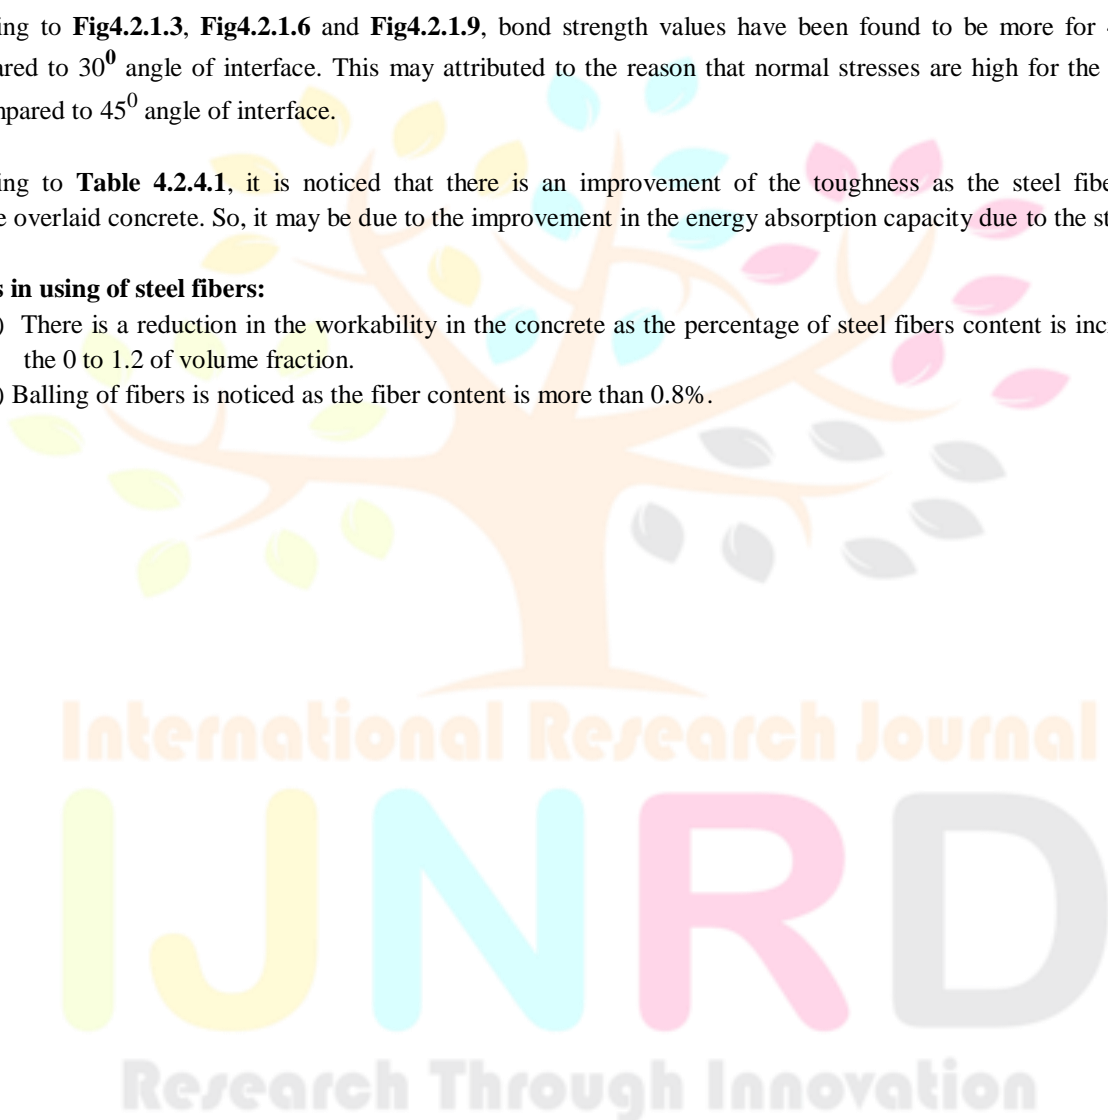 to Fig4.2.1.3, Fig4.2.1.6 and Fig4.2.1.9, bond strength values have been found to be more for
to 30⁰ angle of interface. This may attributed to the reason that normal stresses are high for the
to 45⁰ angle of interface.
to Table 4.2.4.1, it is noticed that there is an improvement of the toughness as the steel
overlaid concrete. So, it may be due to the improvement in the energy absorption capacity due to the
in using of steel fibers:
) There is a reduction in the workability in the concrete as the percentage of steel fibers content is
the 0 to 1.2 of volume fraction.
) Balling of fibers is noticed as the fiber content is more than 0.8%.
International Research Journal
IJNRD
Research Through Innovation